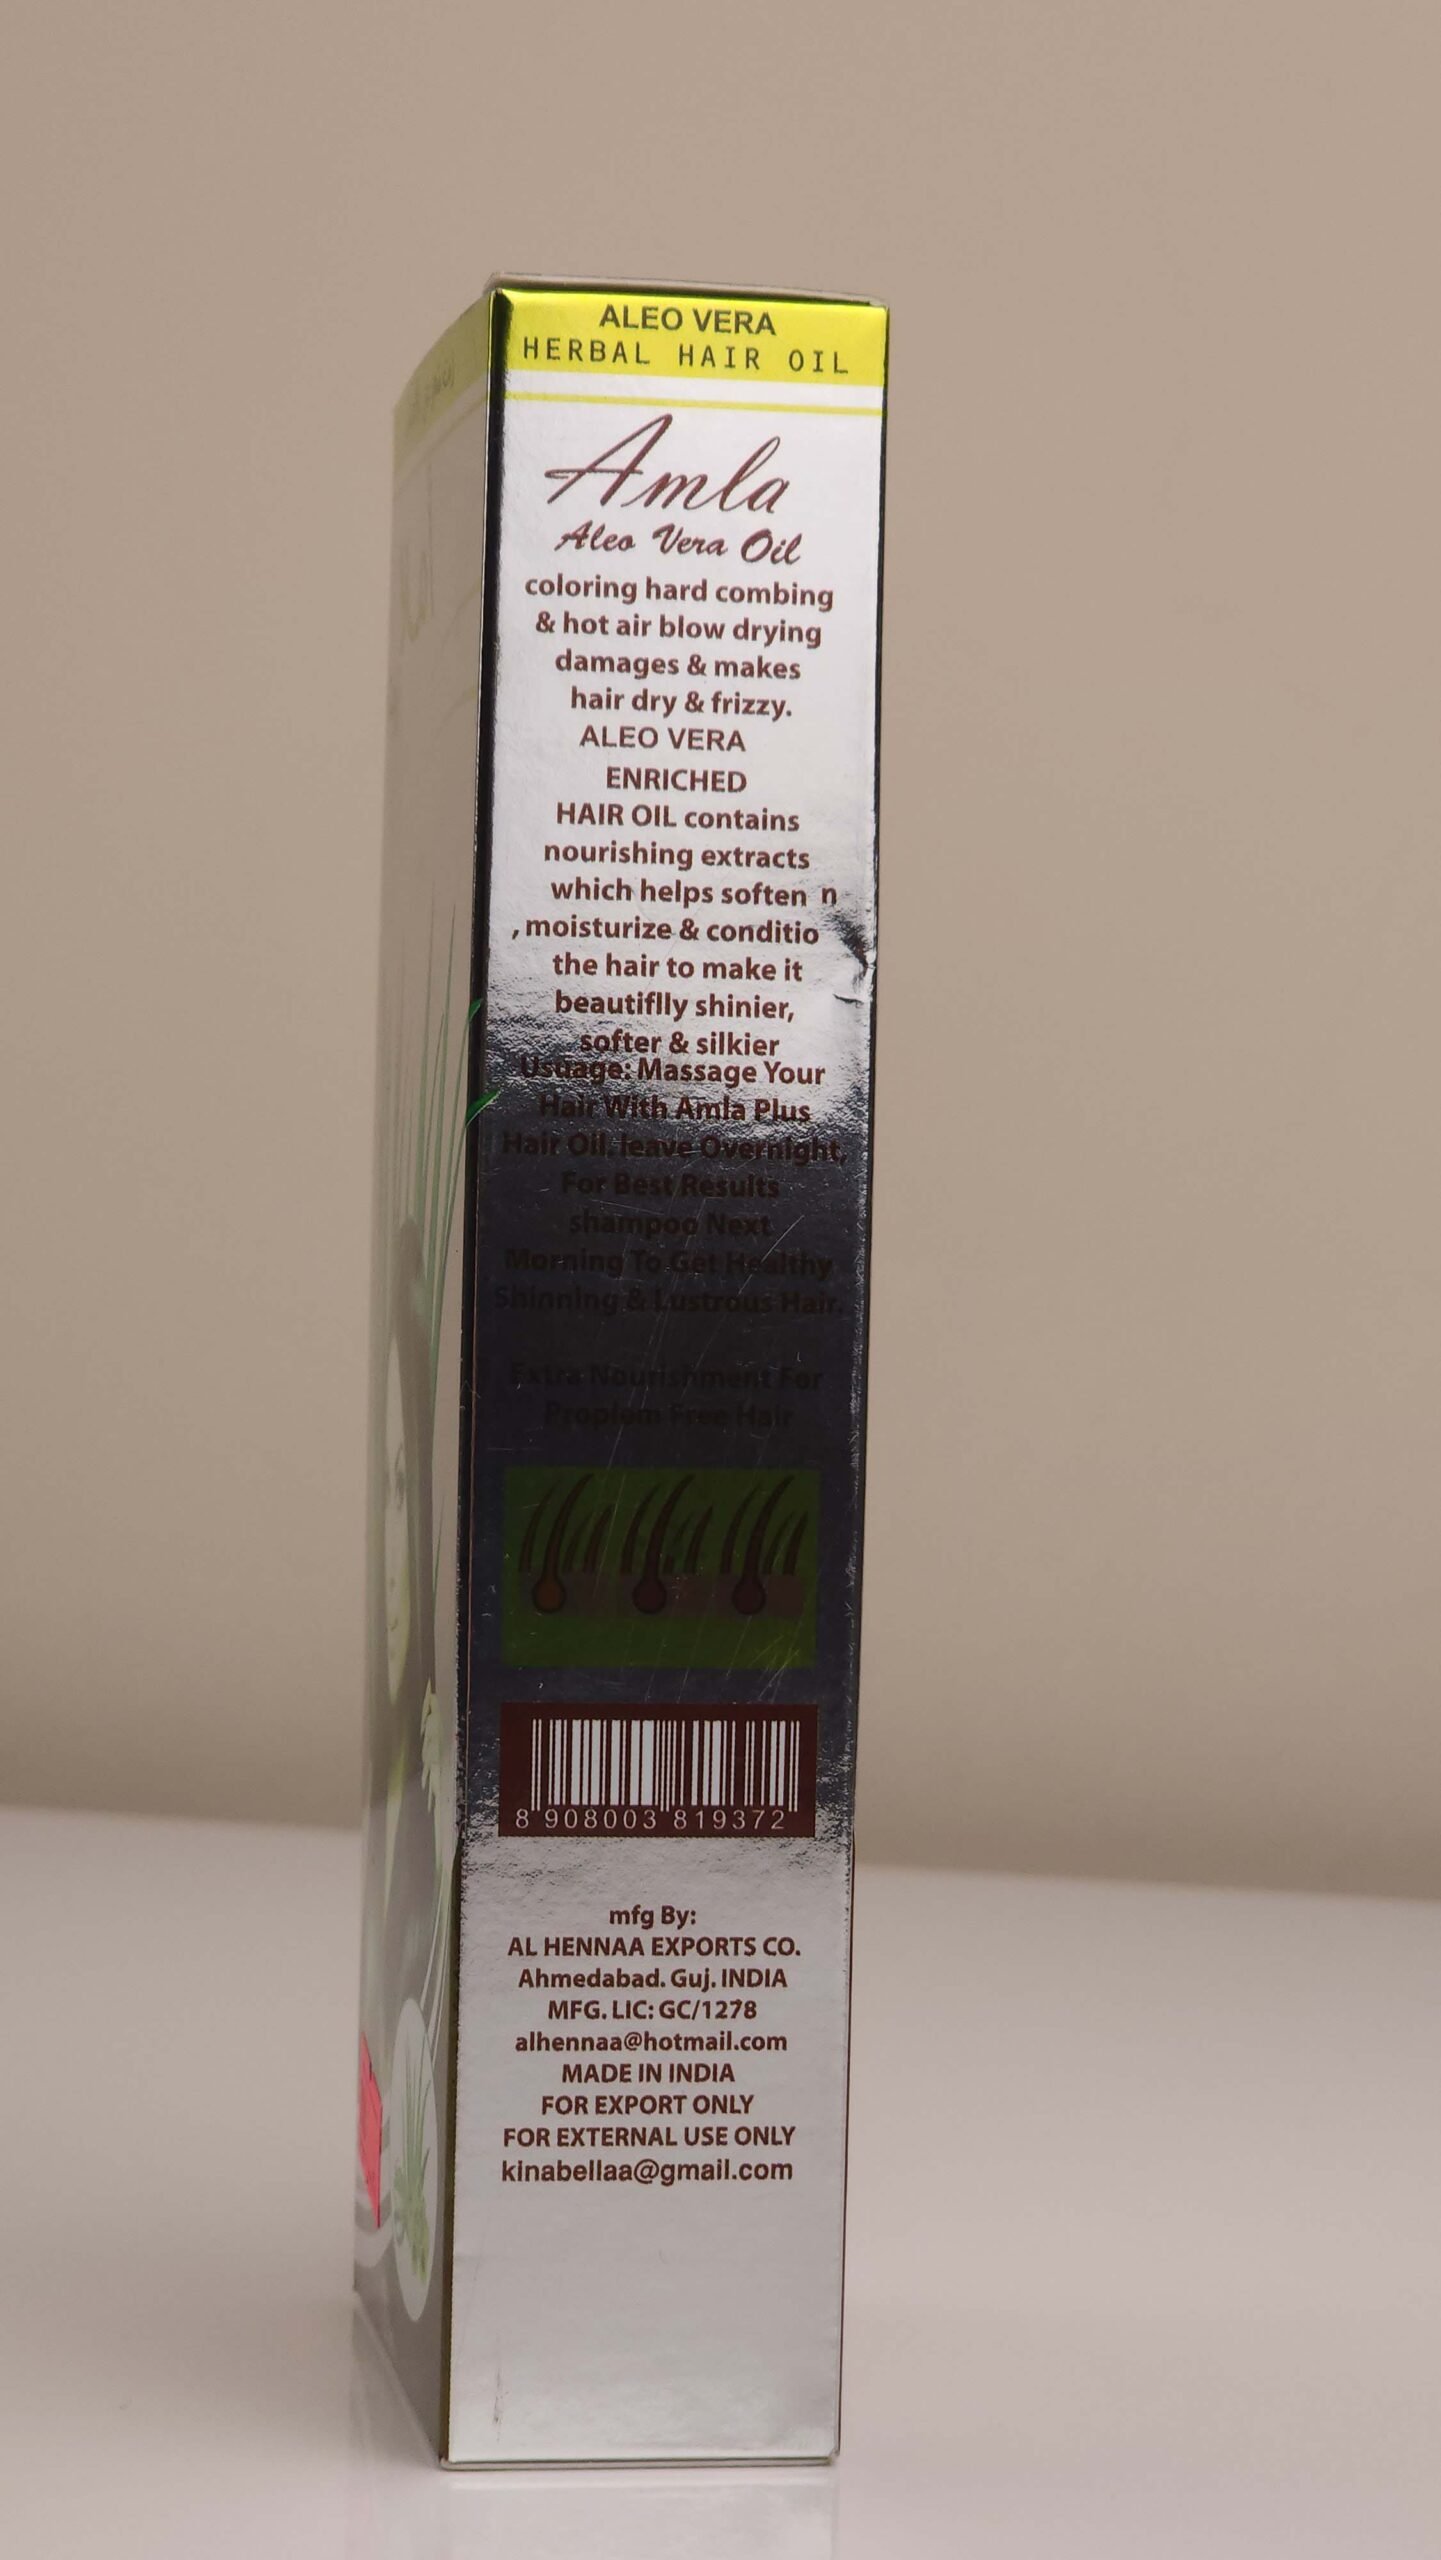 ALEO VERA
HERBAL HAIR OIL
Amla
Aleo Vera Oil
coloring hard combing
& hot air blow drying
damages & makes
hair dry & frizzy.
ALEO VERA
ENRICHED
HAIR OIL contains
nourishing extracts
which helps soften n
, moisturize & conditio
the hair to make it
beautiflly shinier,
softer & silkier
Usuage: Massage Your
Hair With Amla Plus
Hair Oil. leave Overnight,
For Best Results
shampoo Next
Morning To Get Healthy
Shinning & Lustrous Hair.
Extra Nourishment For
Proplem Free Hair
8 908003 819372
mfg By:
AL HENNAA EXPORTS CO.
Ahmedabad. Guj. INDIA
MFG. LIC: GC/1278
alhennaa@hotmail.com
MADE IN INDIA
FOR EXPORT ONLY
FOR EXTERNAL USE ONLY
kinabellaa@gmail.com